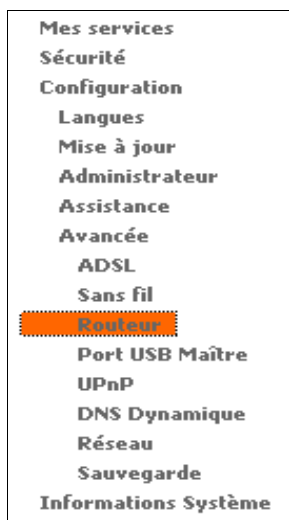 Mes services
Sécurité
Configuration
Langues
Mise à jour
Administrateur
Assistance
Avancée
ADSL
Sans fil
Routeur
Port USB Maître
UPnP
DNS Dynamique
Réseau
Sauvegarde
Informations Système